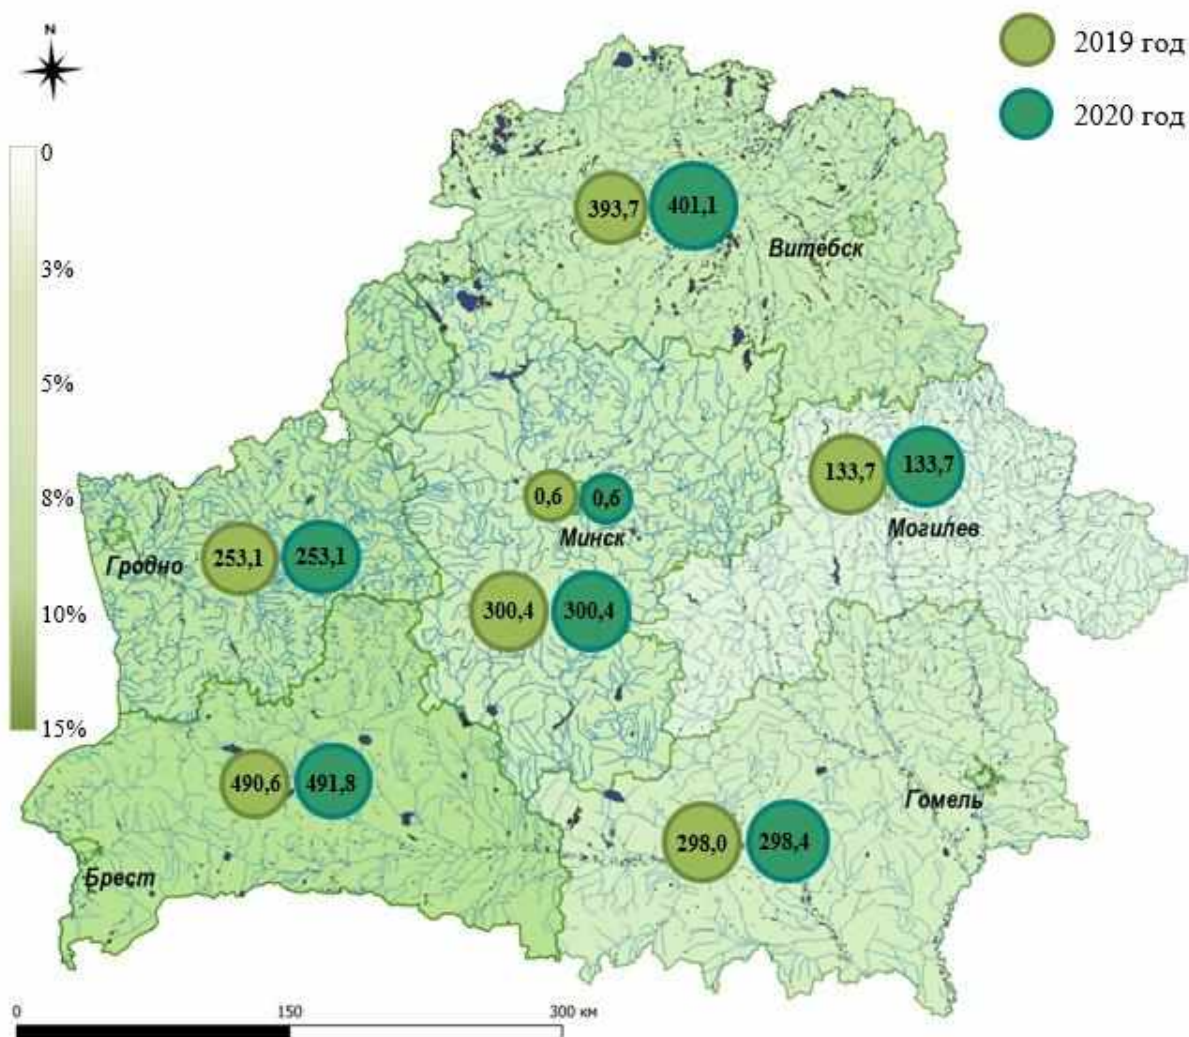 N
2019 год
2020 год
0
3%
5%
8%
10%
15%
393,7
401,1
Витебск
133,7
133,7
Могилев
0,6
0,6
Минск
253,1
253,1
Гродно
300,4
300,4
490,6
491,8
Брест
298,0
298,4
Гомель
0
150
300 км